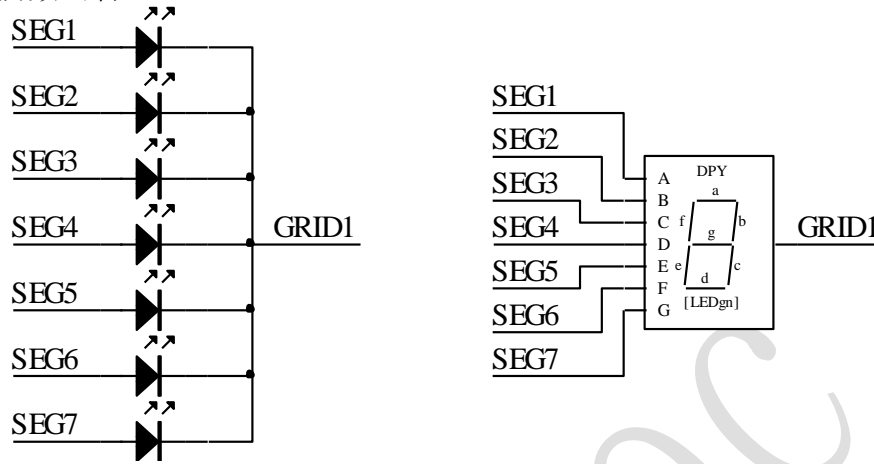 SEG1
SEG2
SEG3
SEG4
SEG5
SEG6
SEG7
GRID1
SEG1
SEG2
SEG3
SEG4
SEG5
SEG6
SEG7
A
B
C
D
E
F
G
DPY
a
f
b
g
e
c
d
[LEDgn]
GRID1